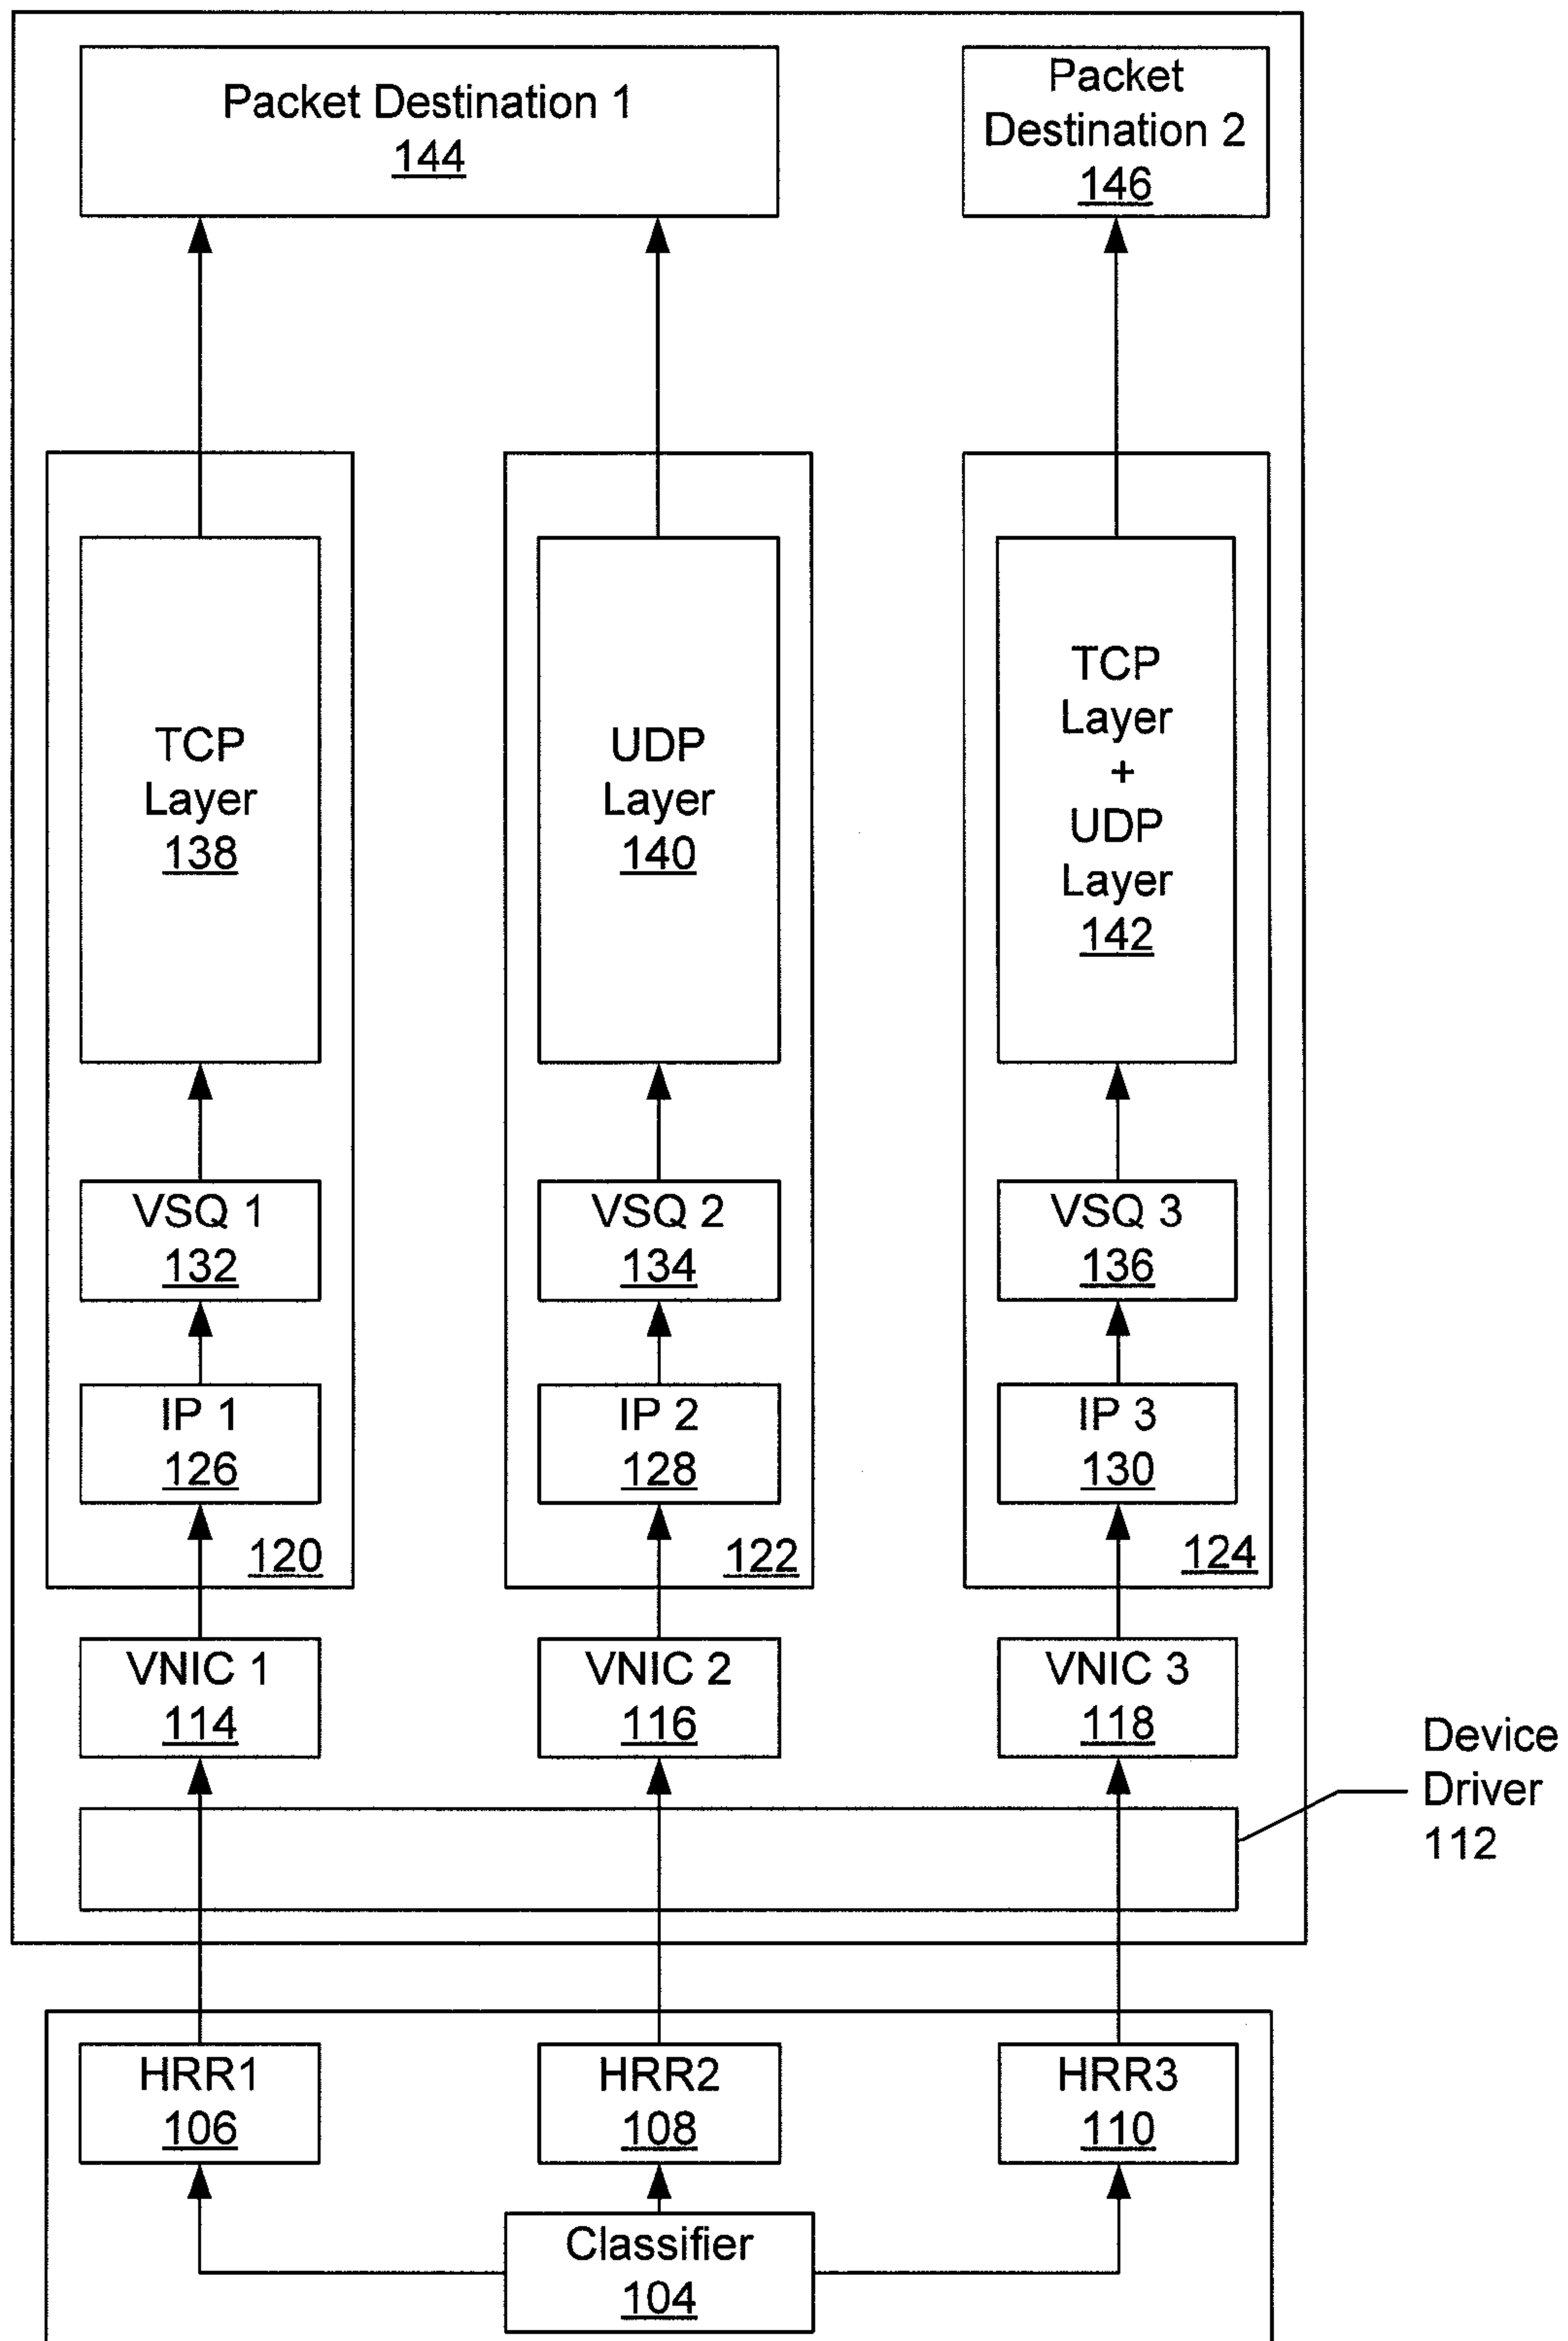 Packet Destination 1
144
Packet
Destination 2
146
TCP
Layer
138
UDP
Layer
140
TCP
Layer
+
UDP
Layer
142
VSQ 1
132
VSQ 2
134
VSQ 3
136
IP 1
126
IP 2
128
IP 3
130
120
122
124
VNIC 1
114
VNIC 2
116
VNIC 3
118
Device
Driver
112
HRR1
106
HRR2
108
HRR3
110
Classifier
104